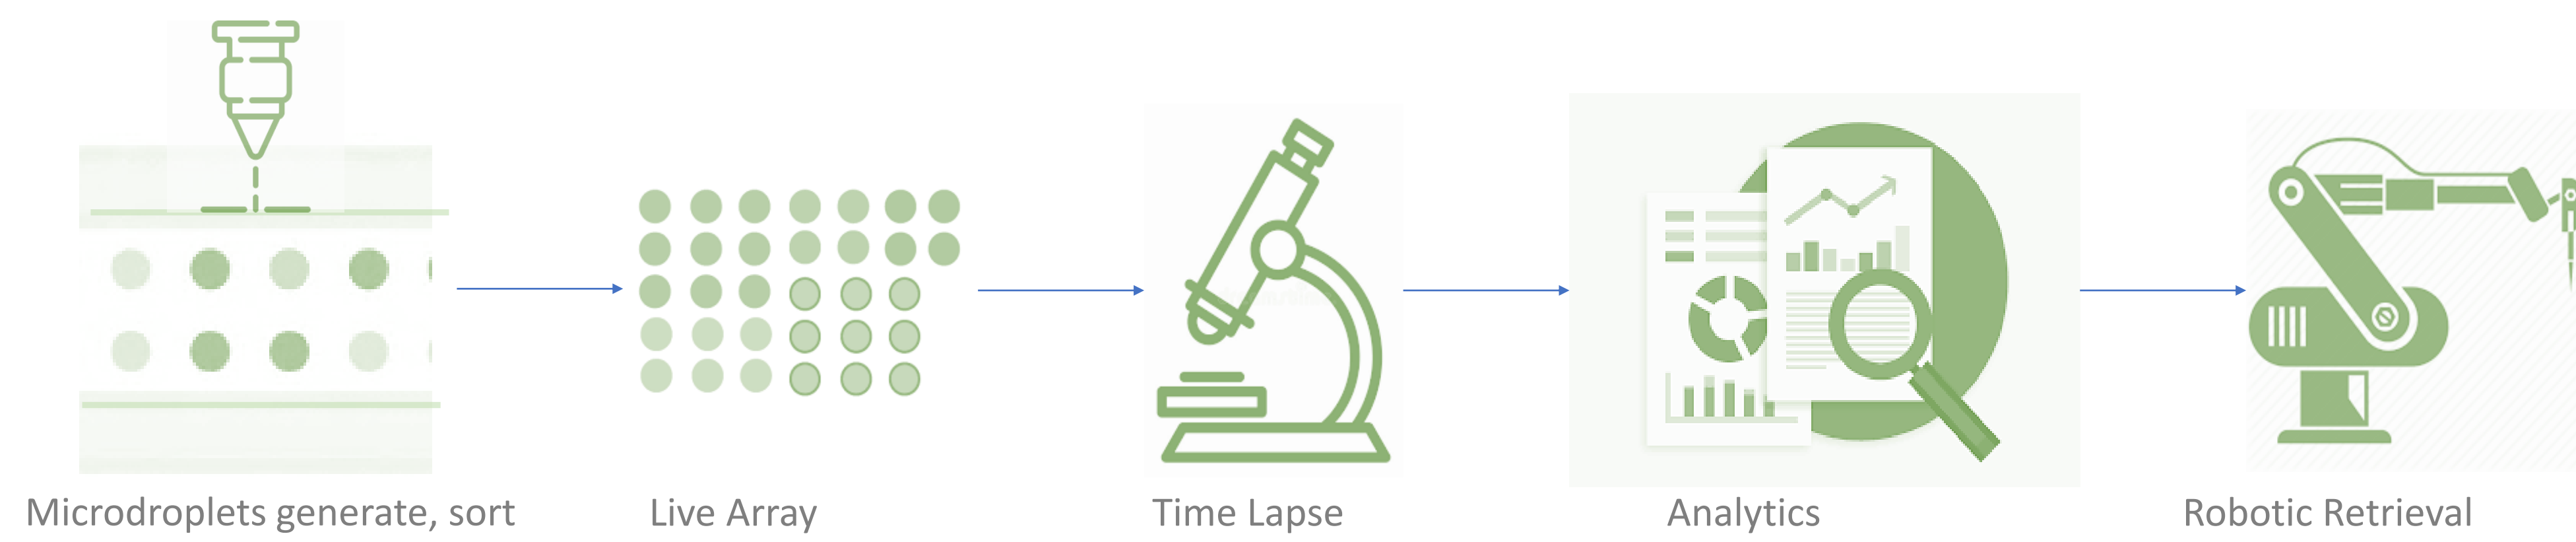 Microdroplets generate, sort
Live Array
Time Lapse
Analytics
Robotic Retrieval